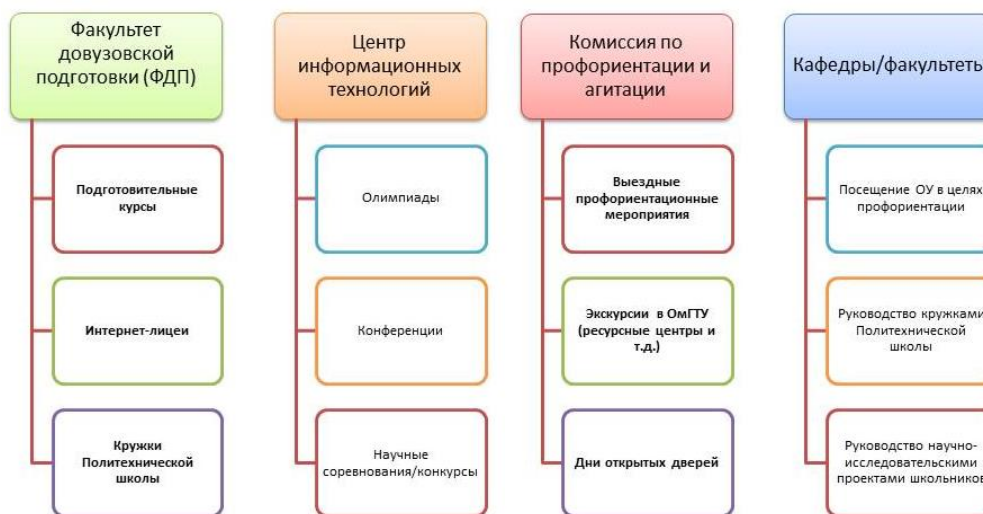 Факультет
довузовской
подготовки (ФДП)
Подготовительные
курсы
Интернет-лицеи
Кружки
Политехнической
школы
Центр
информационных
технологий
Олимпиады
Конференции
Научные
соревнования/конкурсы
Комиссия по
профориентации и
агитации
Выездные
профориентационные
мероприятия
Экскурсии в ОмГТУ
(ресурсные центры и
т.д.)
Дни открытых дверей
Кафедры/факультеты
Посещение ОУ в целях
профориентации
Руководство кружками
Политехнической
школы
Руководство научно-
исследовательскими
проектами школьников